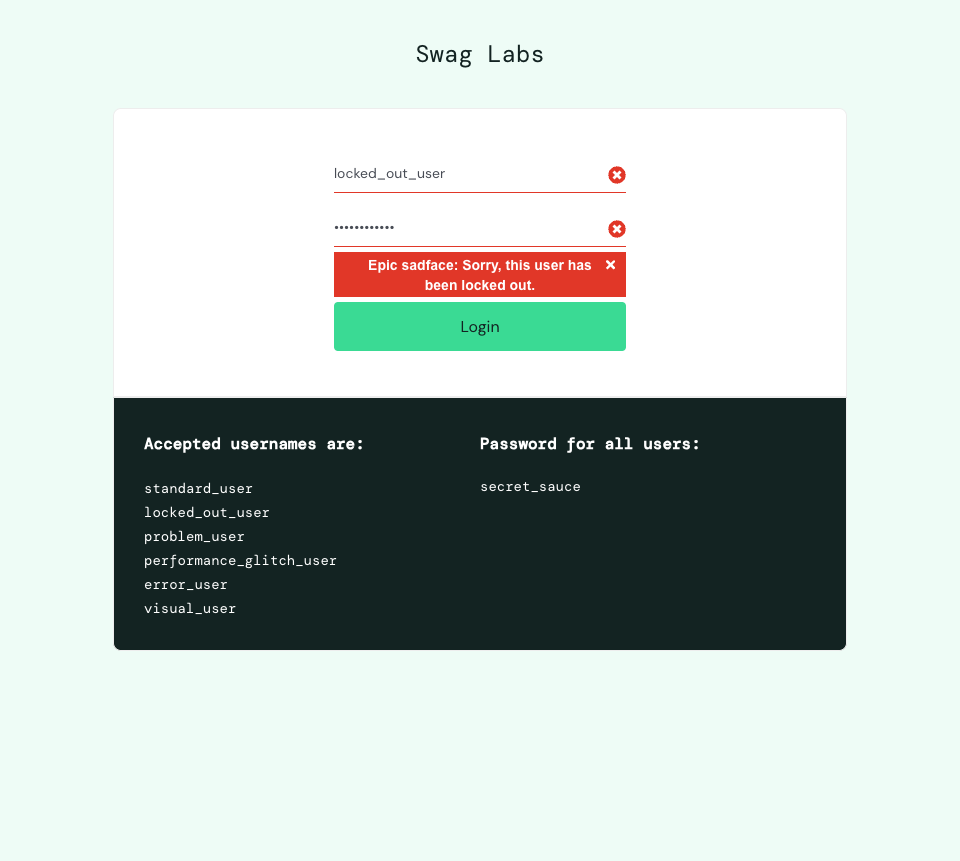 Swag Labs
locked_out_user
••••••••••••
Epic sadface: Sorry, this user has
been locked out.
Login
Accepted usernames are:
standard_user
locked_out_user
problem_user
performance_glitch_user
error_user
visual_user
Password for all users:
secret_sauce